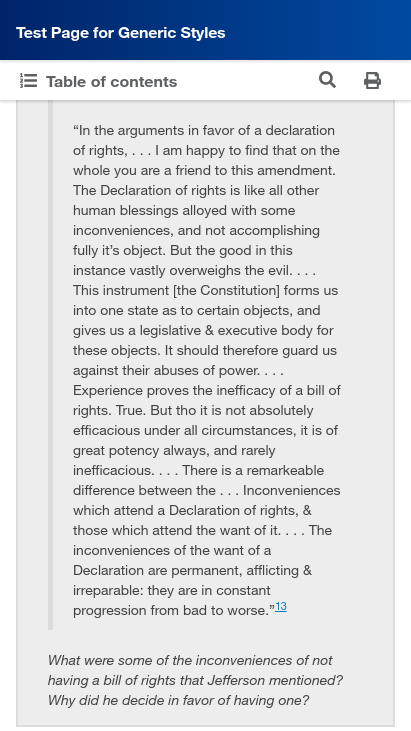 Test Page for Generic Styles
Table of contents
“In the arguments in favor of a declaration
of rights, . . . I am happy to find that on the
whole you are a friend to this amendment.
The Declaration of rights is like all other
human blessings alloyed with some
inconveniences, and not accomplishing
fully it’s object. But the good in this
instance vastly overweighs the evil. . . .
This instrument [the Constitution] forms us
into one state as to certain objects, and
gives us a legislative & executive body for
these objects. It should therefore guard us
against their abuses of power. . . .
Experience proves the inefficacy of a bill of
rights. True. But tho it is not absolutely
efficacious under all circumstances, it is of
great potency always, and rarely
inefficacious. . . . There is a remarkeable
difference between the . . . Inconveniences
which attend a Declaration of rights, &
those which attend the want of it. . . . The
inconveniences of the want of a
Declaration are permanent, afflicting &
irreparable: they are in constant
progression from bad to worse.”13
What were some of the inconveniences of not
having a bill of rights that Jefferson mentioned?
Why did he decide in favor of having one?